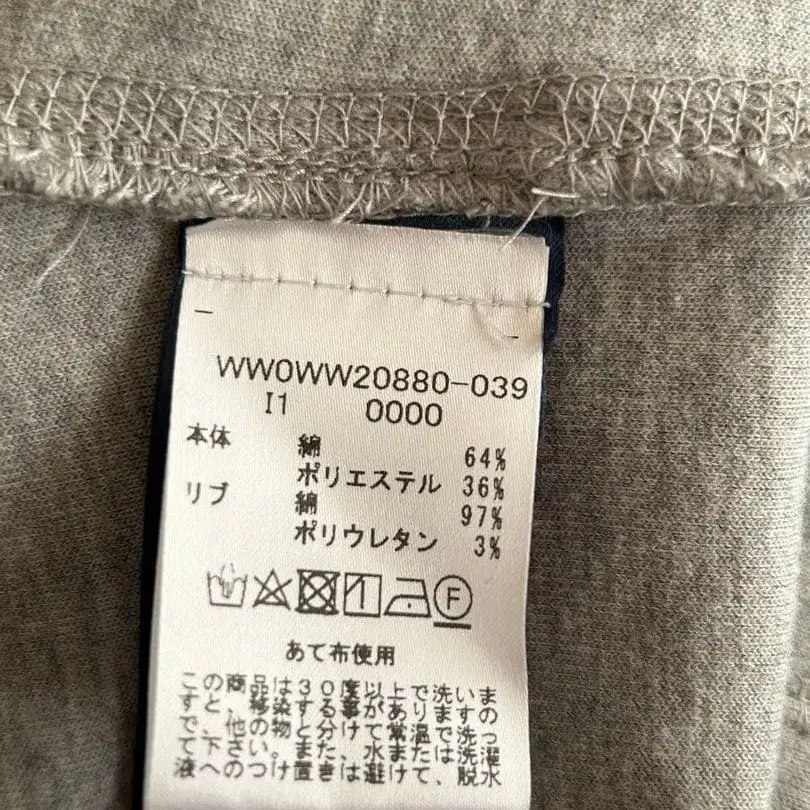 WW0WW20880-039
I1 0000
本体 綿 64%
ポリエステル 36%
リブ 綿 97%
ポリウレタン 3%
F
あて布使用
この商品は30度以上で洗いま
すと、移染する事がありますの
で、他の物と分けて常温で洗っ
て下さい。また、水または洗濯
液へのつけ置きは避けて、脱水